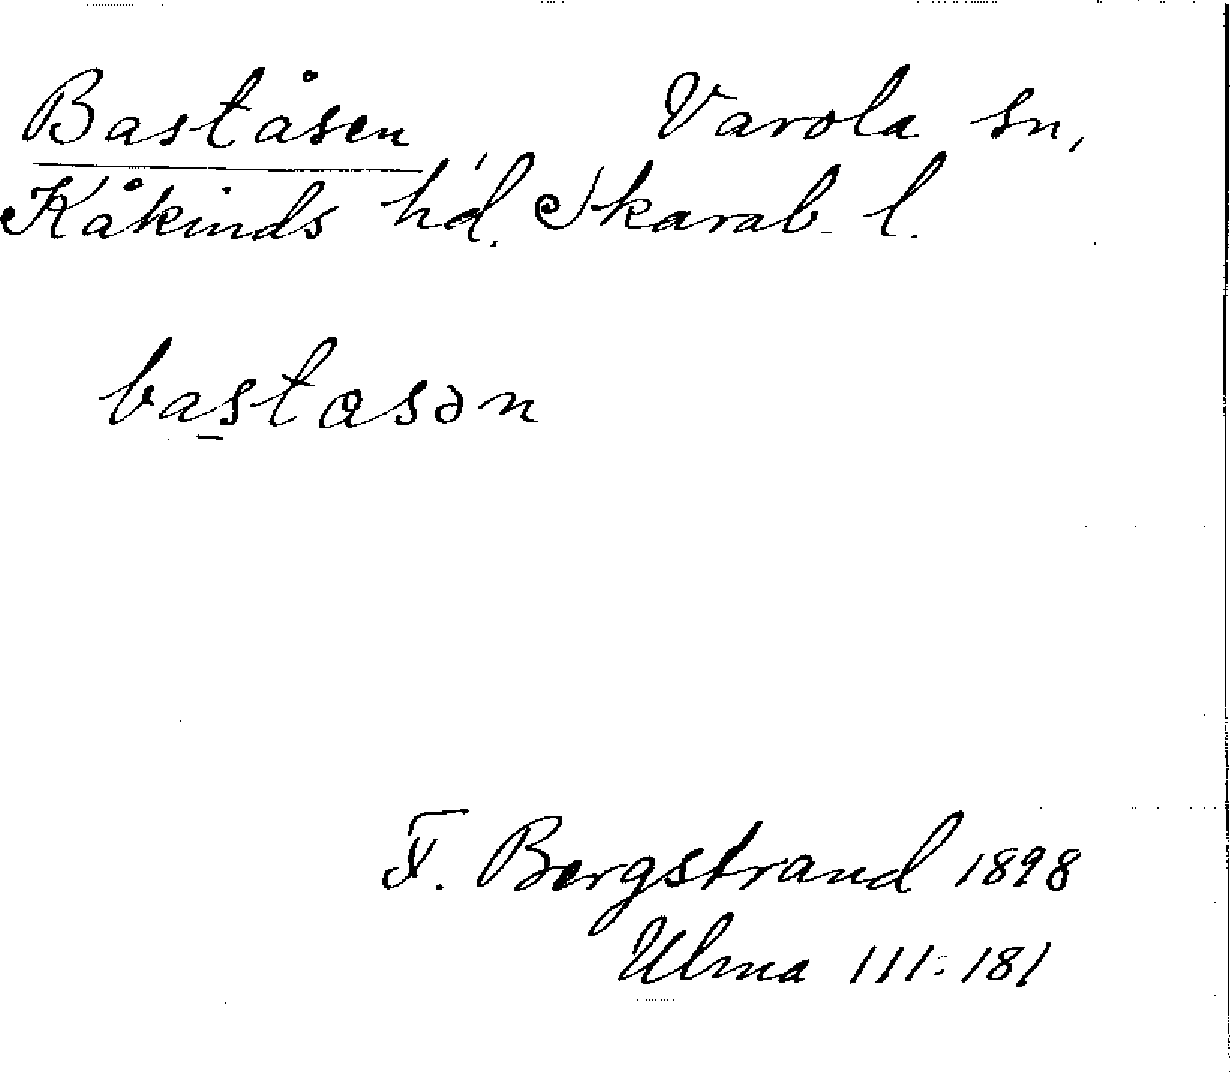 Baståsen Varola sn,
Kåkinds hd. Skarab. l.
bastasən
F. Bergstrand 1898
Ulma 111:181